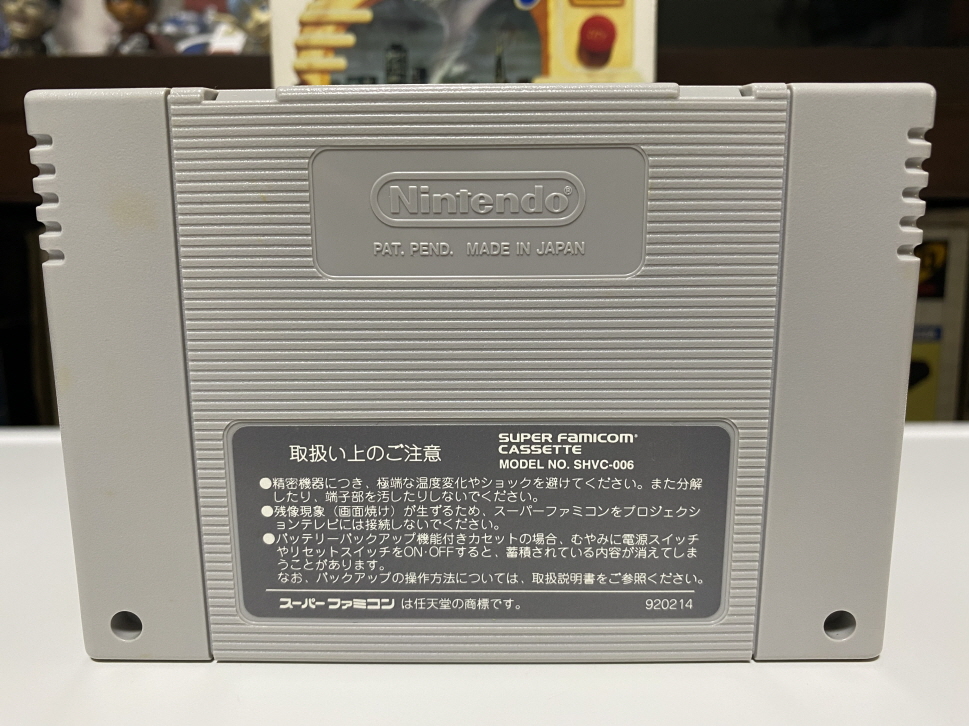 Nintendo®
PAT. PEND. MADE IN JAPAN
取扱い上のご注意
SUPER Famicom®
CASSETTE
MODEL NO. SHVC-006
●精密機器につき、極端な温度変化やショックを避けてください。また分解
したり、端子部を汚したりしないでください。
●残像現象（画面焼け）が生ずるため、スーパーファミコンをプロジェクシ
ョンテレビには接続しないでください。
●バッテリーバックアップ機能付きカセットの場合、むやみに電源スイッチ
やリセットスイッチをON·OFFすると、蓄積されている内容が消えてしま
うことがあります。
なお、バックアップの操作方法については、取扱説明書をご参照ください。
スーパーファミコン は任天堂の商標です。 920214